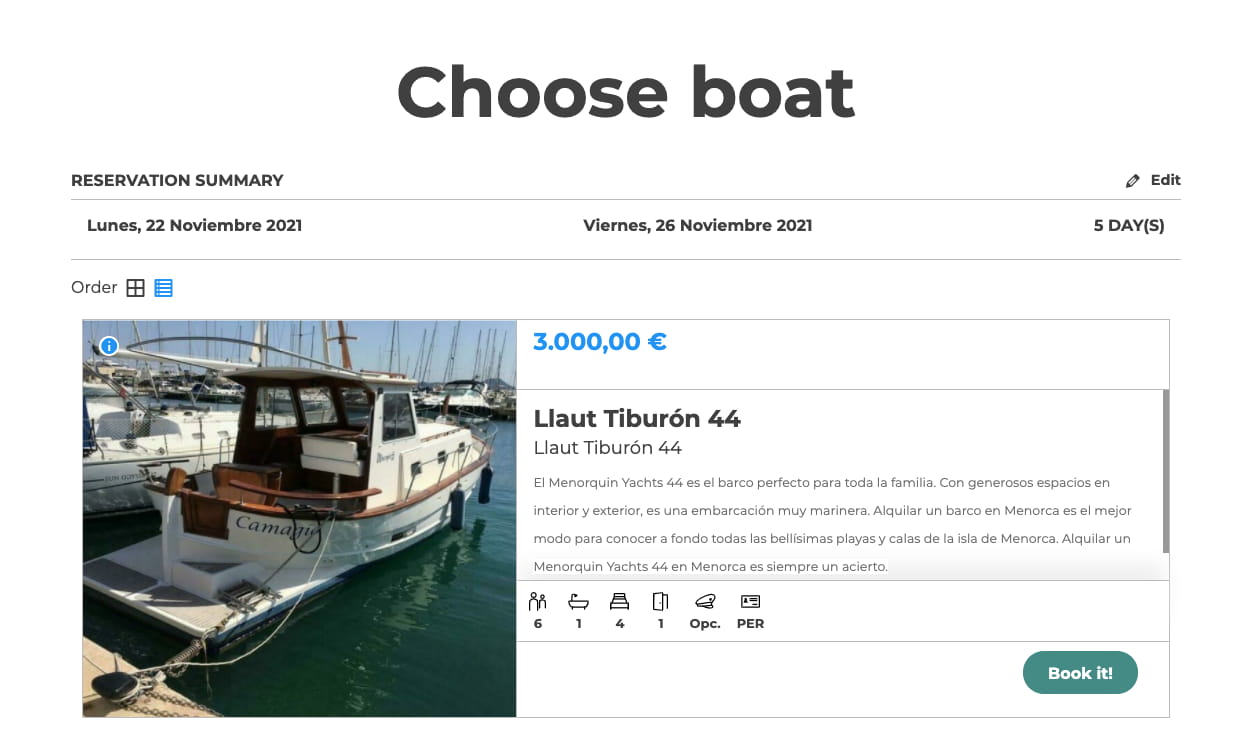 Choose boat
RESERVATION SUMMARY
Edit
Lunes, 22 Noviembre 2021
Viernes, 26 Noviembre 2021
5 DAY(S)
Order
3.000,00 €
Llaut Tiburón 44
Llaut Tiburón 44
El Menorquin Yachts 44 es el barco perfecto para toda la familia. Con generosos espacios en
interior y exterior, es una embarcación muy marinera. Alquilar un barco en Menorca es el mejor
modo para conocer a fondo todas las bellísimas playas y calas de la isla de Menorca. Alquilar un
Menorquin Yachts 44 en Menorca es siempre un acierto.
6 1 4 1 Opc. PER
Book it!
SUN ODYSSEY